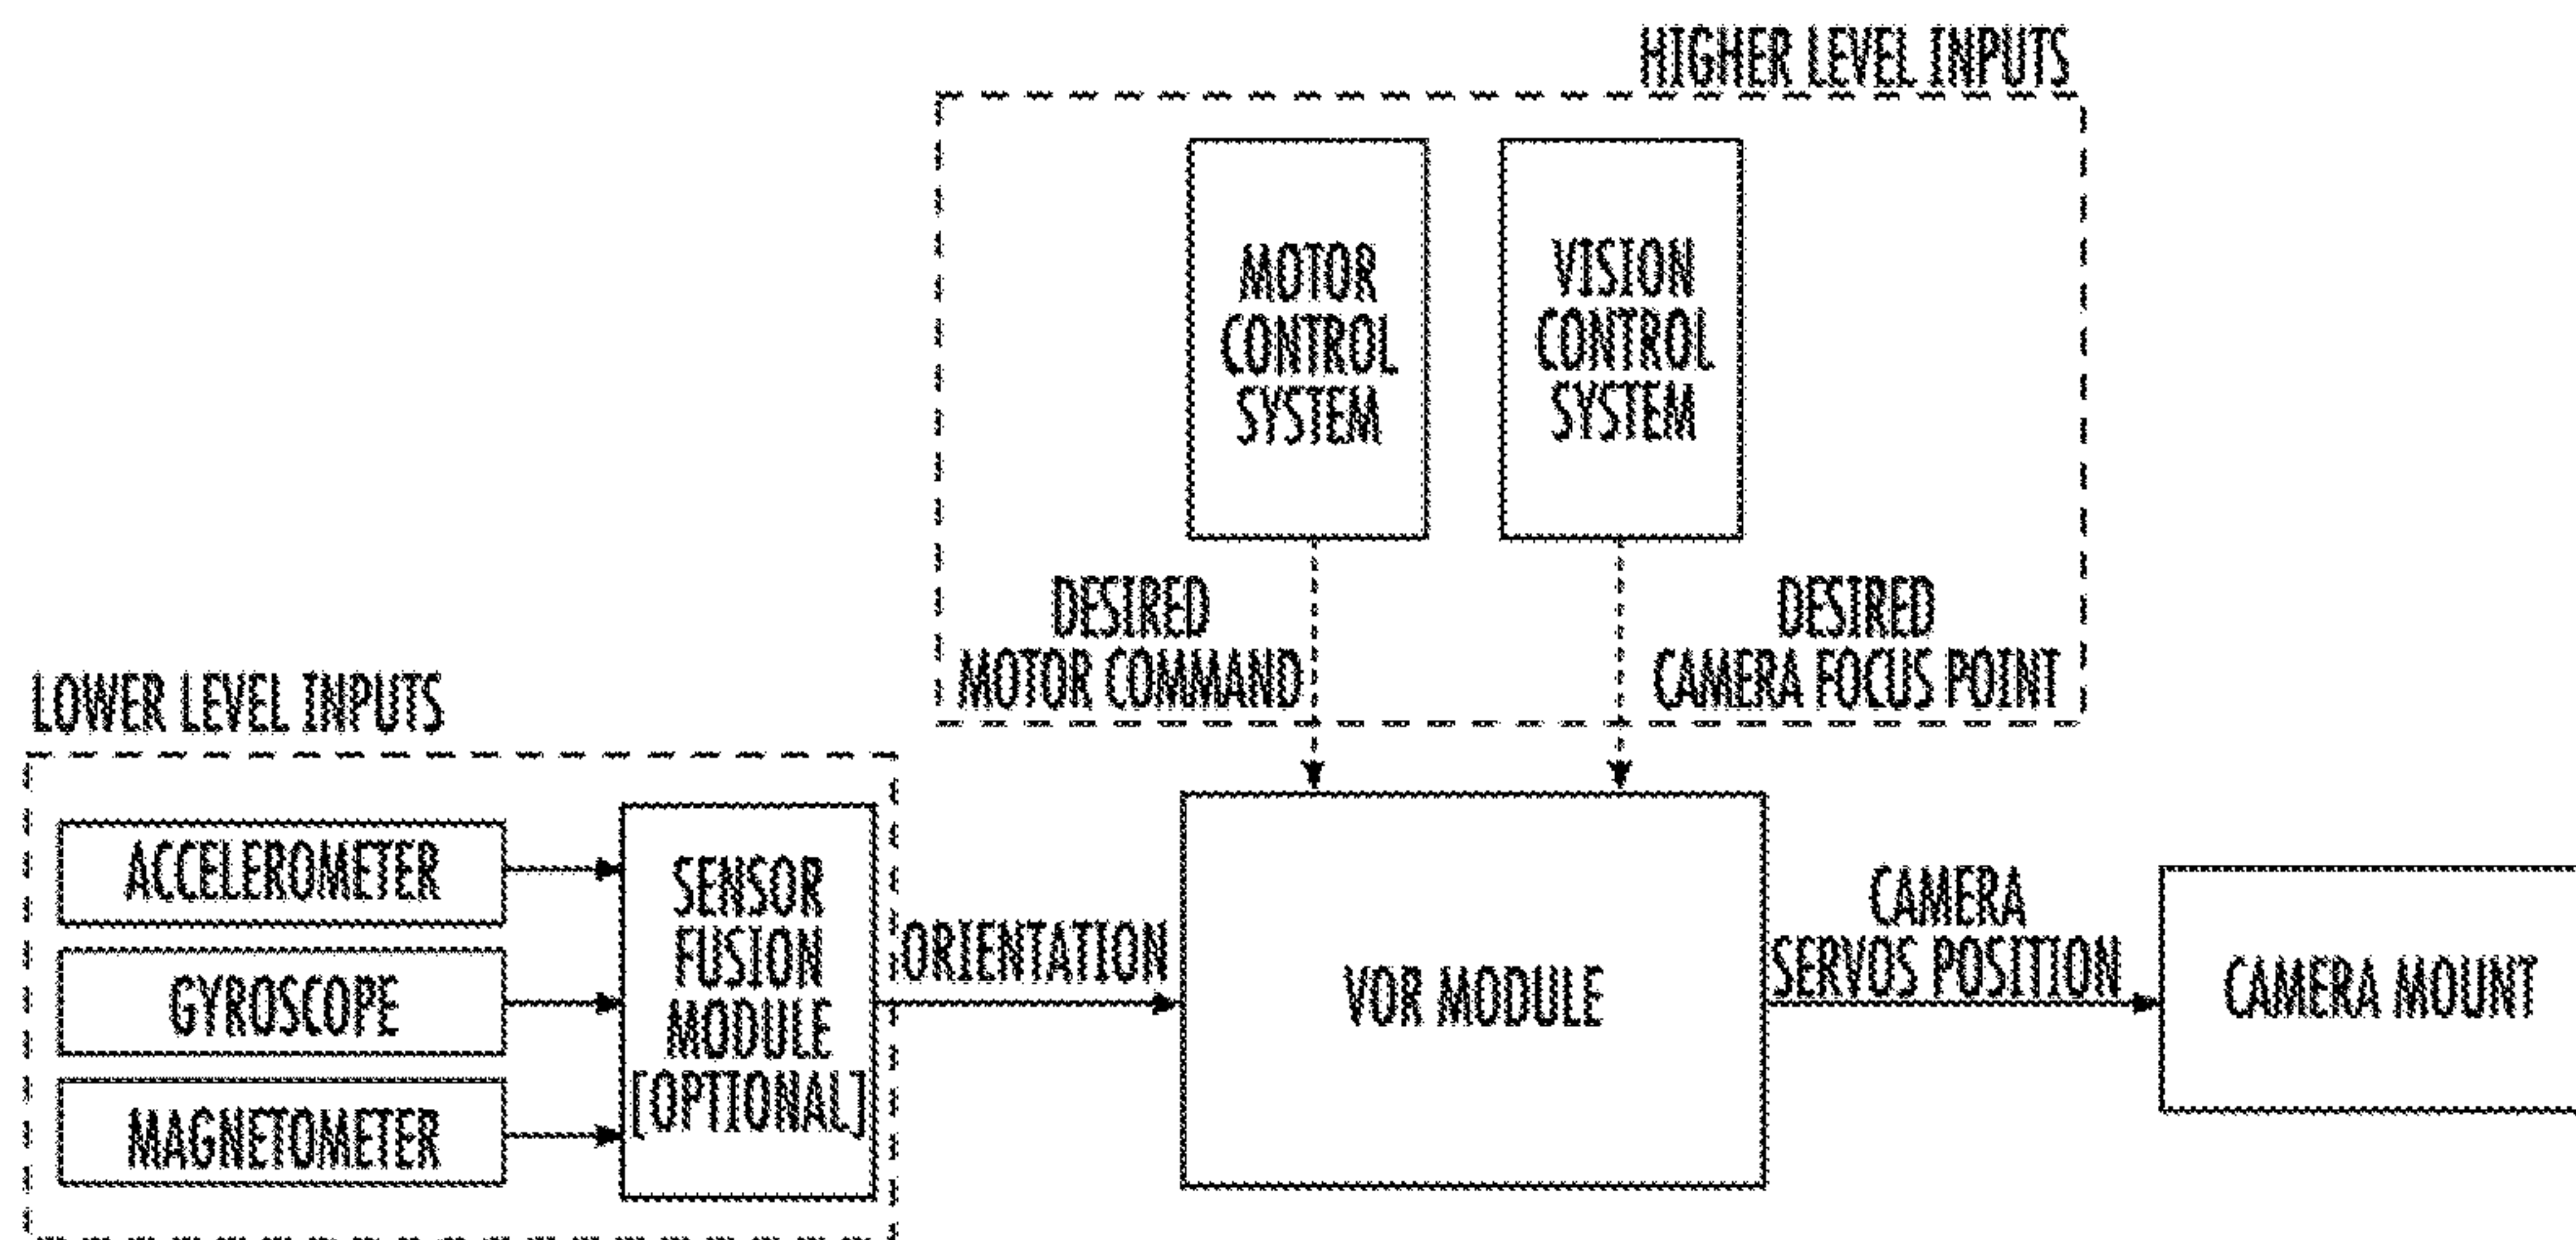 HIGHER LEVEL INPUTS
MOTOR
CONTROL
SYSTEM
VISION
CONTROL
SYSTEM
DESIRED
MOTOR COMMAND
DESIRED
CAMERA FOCUS POINT
LOWER LEVEL INPUTS
ACCELEROMETER
GYROSCOPE
MAGNETOMETER
SENSOR
FUSION
MODULE
[OPTIONAL]
ORIENTATION
VOR MODULE
CAMERA
SERVOS POSITION
CAMERA MOUNT